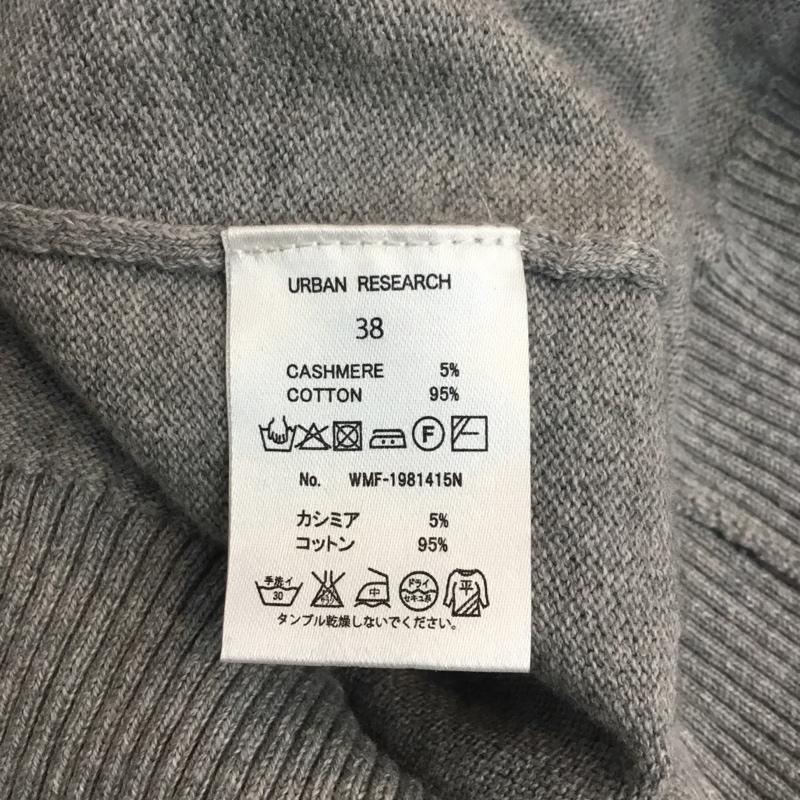 URBAN RESEARCH
38
CASHMERE 5%
COTTON 95%
F
No. WMF-1981415N
カシミア 5%
コットン 95%
手洗イ 30 中 ドライ セキユ系 平
タンブル乾燥しないでください。